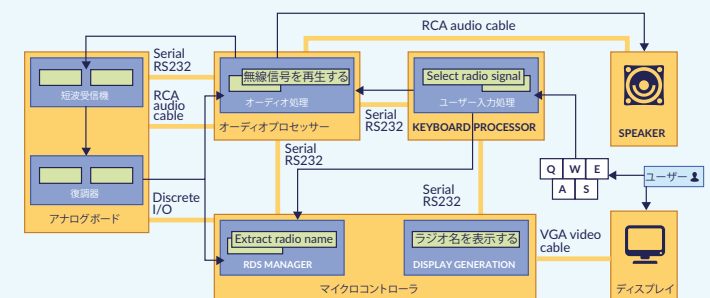 RCA audio cable
Serial
RS232
無線信号を再生する
Select radio signal
短波受信機
オーディオ処理
ユーザー入力処理
RCA
audio
cable
オーディオプロセッサー
Serial
RS232
KEYBOARD PROCESSOR
SPEAKER
Serial
RS232
Q W E
A S
ユーザー
復調器
Discrete
I/O
Serial
RS232
アナログボード
Extract radio name
ラジオ名を表示する
VGA video
cable
RDS MANAGER
DISPLAY GENERATION
マイクロコントローラ
ディスプレイ